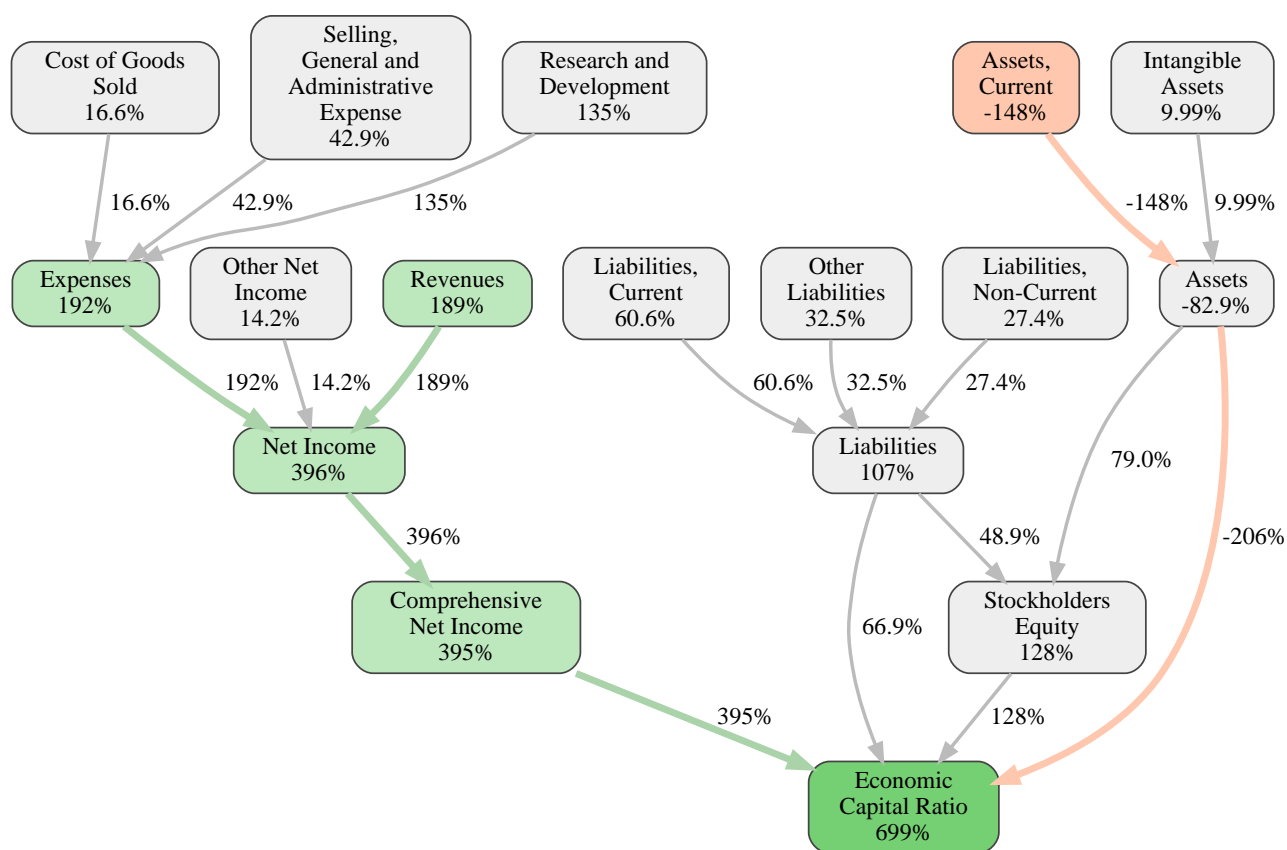 Cost of Goods
Sold
16.6%
Selling,
General and
Administrative
Expense
42.9%
Research and
Development
135%
Assets,
Current
-148%
Intangible
Assets
9.99%
16.6%
42.9%
135%
-148%
9.99%
Expenses
192%
Other Net
Income
14.2%
Revenues
189%
Liabilities,
Current
60.6%
Other
Liabilities
32.5%
Liabilities,
Non-Current
27.4%
Assets
-82.9%
192%
14.2%
189%
60.6%
32.5%
27.4%
Net Income
396%
Liabilities
107%
79.0%
396%
48.9%
-206%
Comprehensive
Net Income
395%
66.9%
Stockholders
Equity
128%
395%
128%
Economic
Capital Ratio
699%